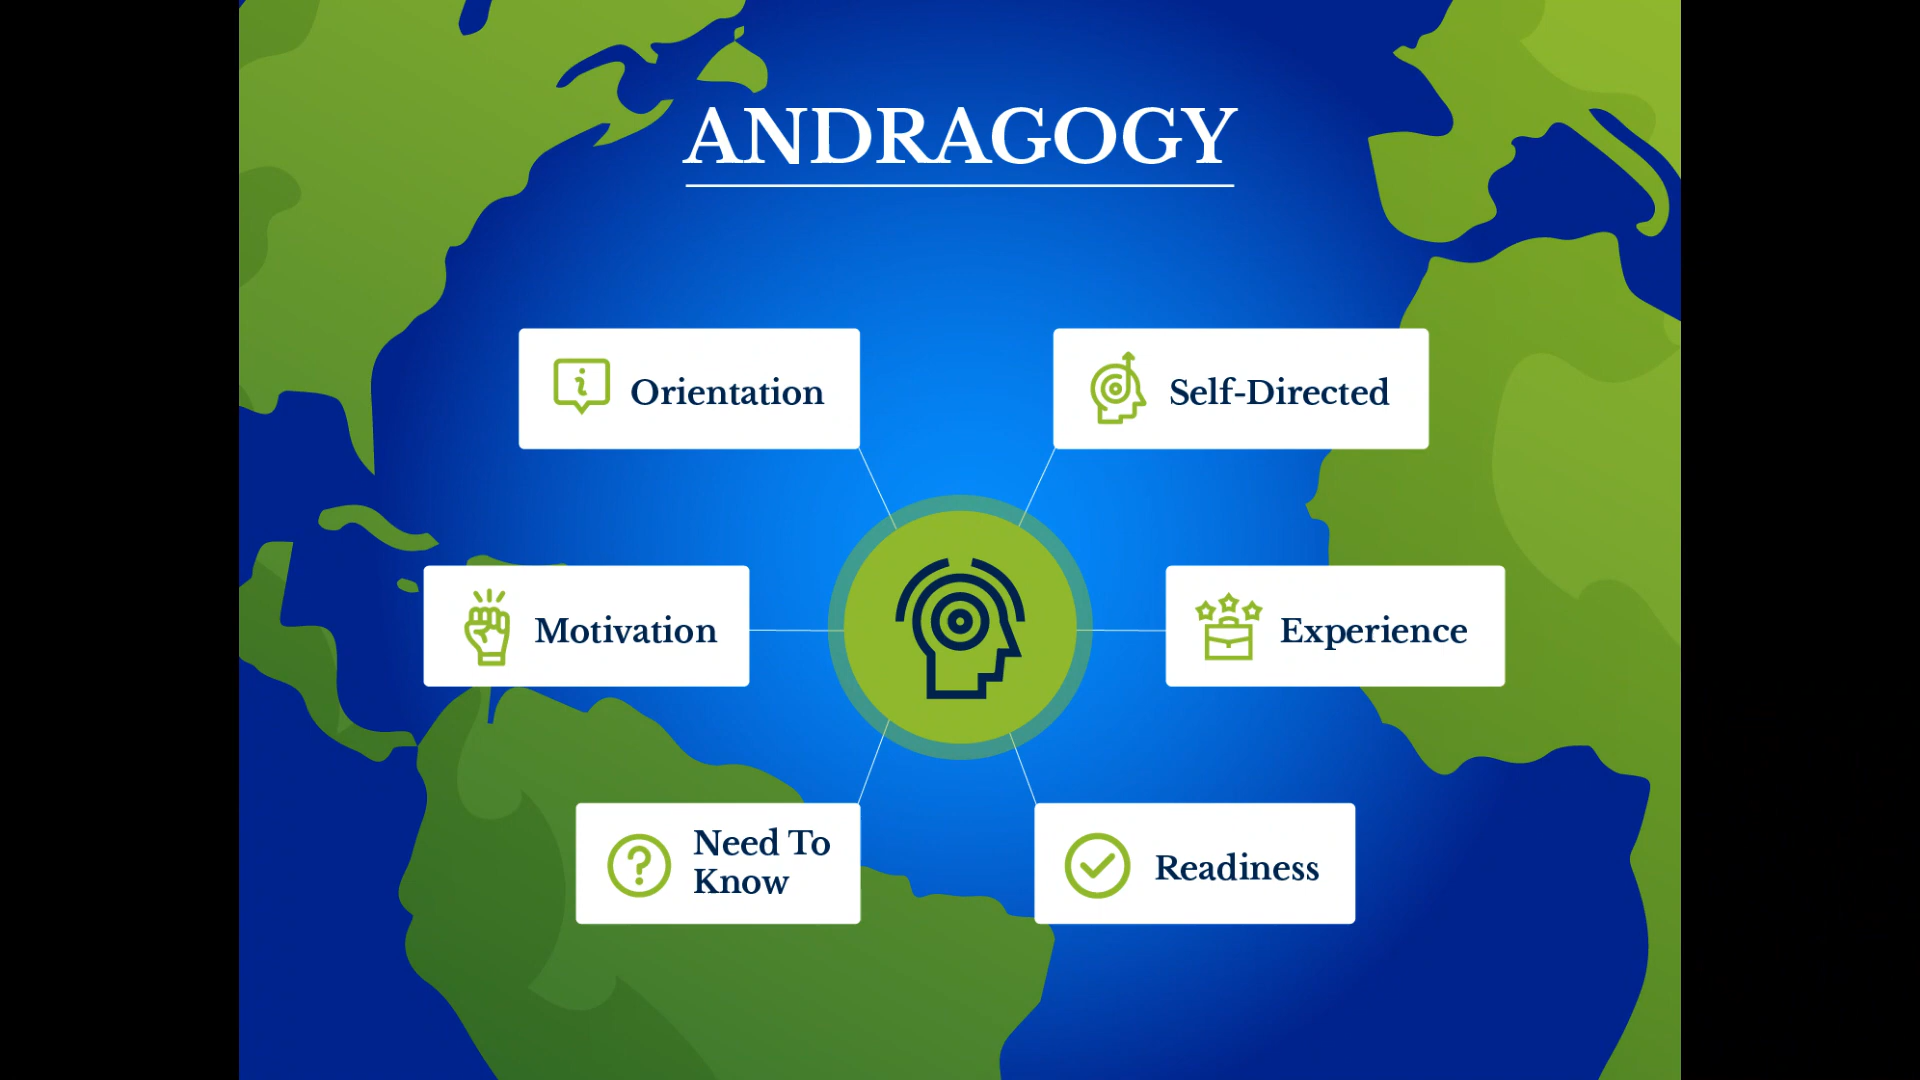 ANDRAGOGY
Orientation
Self-Directed
Motivation
Experience
Need To
Know
Readiness